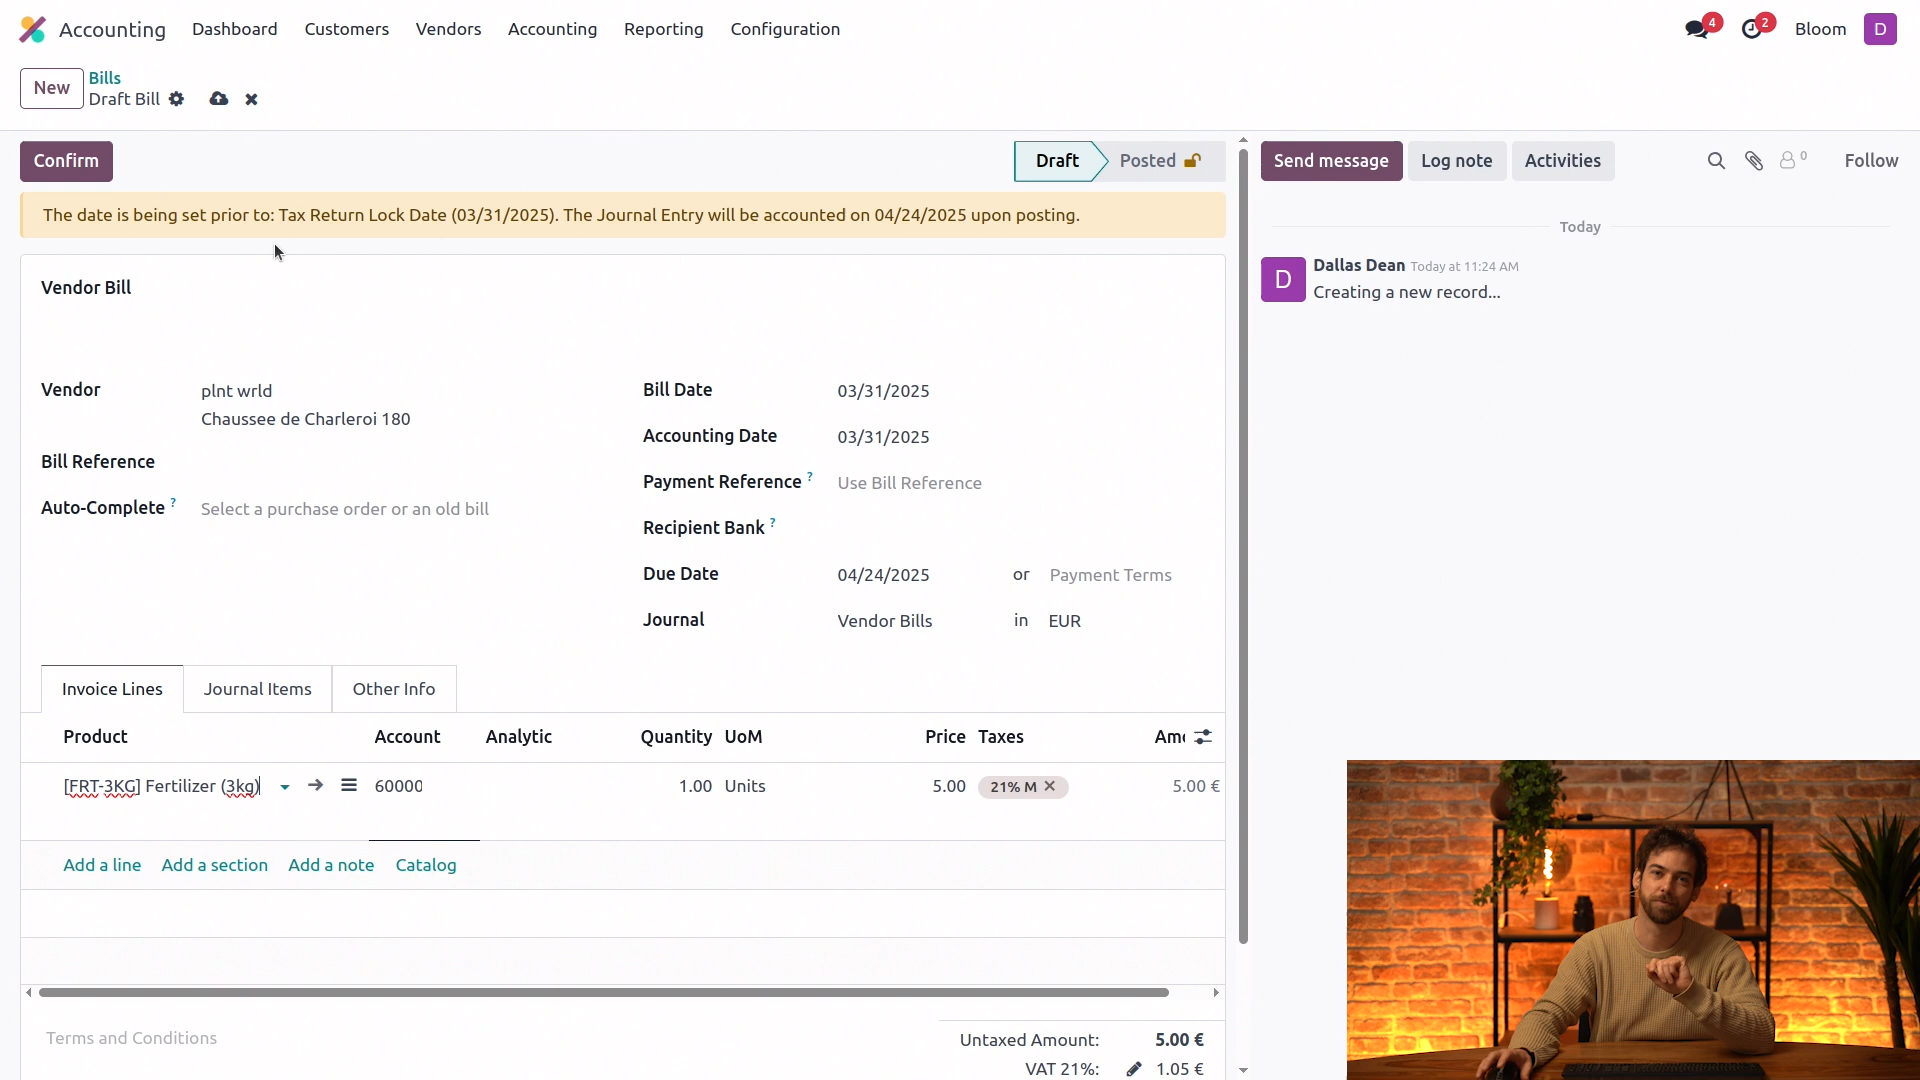 Accounting Dashboard Customers Vendors Accounting Reporting Configuration 4 2 Bloom D
New Bills
Draft Bill
Confirm Draft Posted Send message Log note Activities 0 Follow
The date is being set prior to: Tax Return Lock Date (03/31/2025). The Journal Entry will be accounted on 04/24/2025 upon posting.
Today
D Dallas Dean Today at 11:24 AM
Creating a new record...
Vendor Bill
Vendor plnt wrld
Chaussee de Charleroi 180
Bill Reference
Auto-Complete ? Select a purchase order or an old bill
Bill Date 03/31/2025
Accounting Date 03/31/2025
Payment Reference ? Use Bill Reference
Recipient Bank ?
Due Date 04/24/2025 or Payment Terms
Journal Vendor Bills in EUR
Invoice Lines Journal Items Other Info
Product Account Analytic Quantity UoM Price Taxes
[FRT-3KG] Fertilizer (3kg) 60000 1.00 Units 5.00 21% M 5.00 €
Add a line Add a section Add a note Catalog
Terms and Conditions
Untaxed Amount: 5.00 €
VAT 21%: 1.05 €